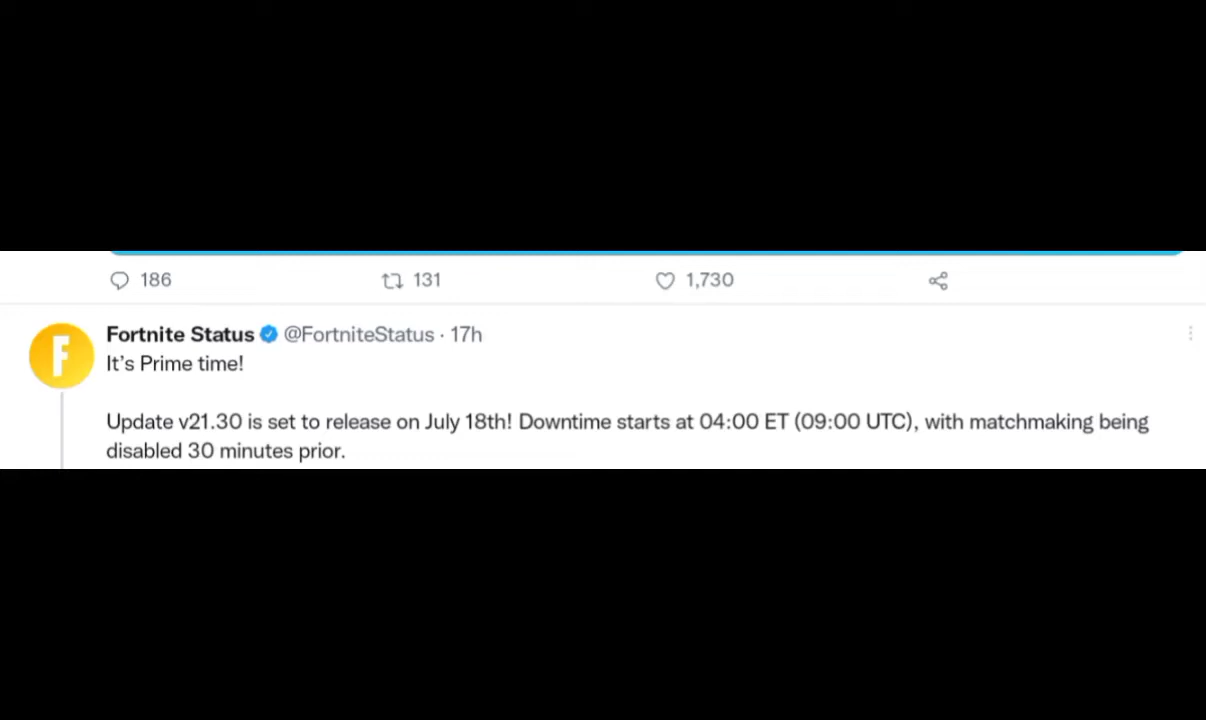 186 131 1,730
Fortnite Status @FortniteStatus · 17h
It's Prime time!
Update v21.30 is set to release on July 18th! Downtime starts at 04:00 ET (09:00 UTC), with matchmaking being
disabled 30 minutes prior.